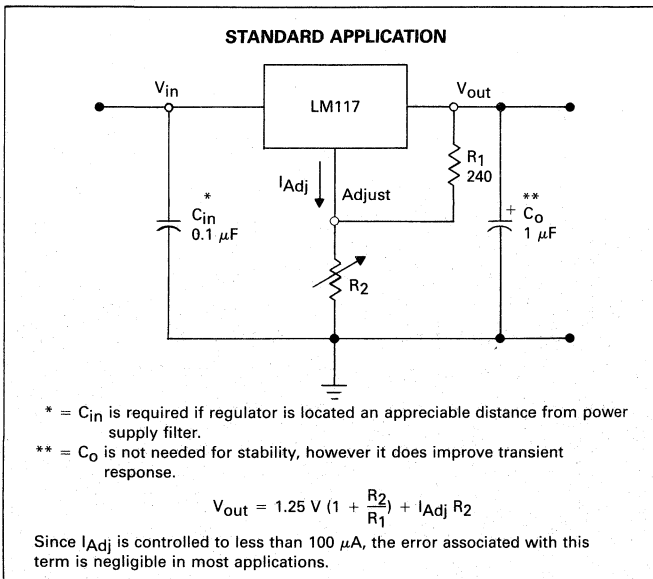 STANDARD APPLICATION
Vin
LM117
Vout
IAdj
Adjust
R1
240
*
Cin
0.1 μF
+
**
Co
1 μF
R2
* = Cin is required if regulator is located an appreciable distance from power
supply filter.
** = Co is not needed for stability, however it does improve transient
response.
Vout = 1.25 V (1 + R2/R1) + IAdj R2
Since IAdj is controlled to less than 100 μA, the error associated with this
term is negligible in most applications.